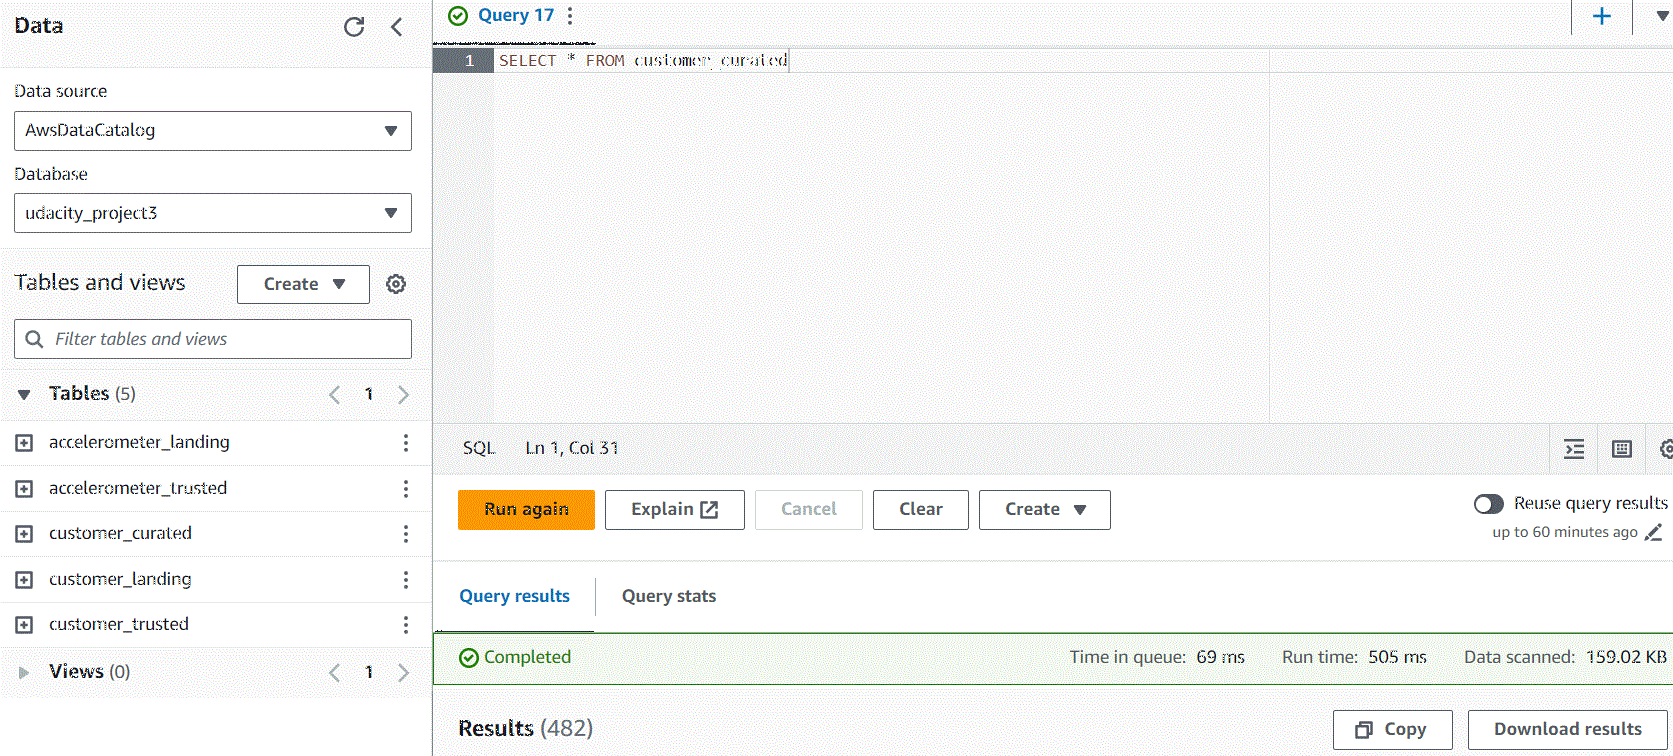 Data
Data source
AwsDataCatalog
Database
udacity_project3
Tables and views
Create
Filter tables and views
Tables (5)
1
accelerometer_landing
accelerometer_trusted
customer_curated
customer_landing
customer_trusted
Views (0)
1
Query 17
1 SELECT * FROM customer_curated
SQL Ln 1, Col 31
Run again Explain Cancel Clear Create
Reuse query results
up to 60 minutes ago
Query results Query stats
Completed Time in queue: 69 ms Run time: 505 ms Data scanned: 159.02 KB
Results (482) Copy Download results